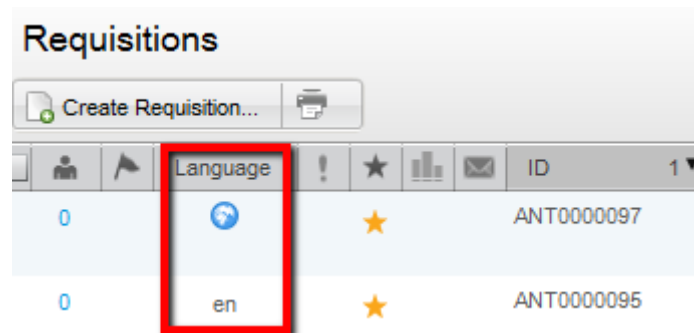 Requisitions
Create Requisition...
Language ! ID 1
0 ANT0000097
0 en ANT0000095